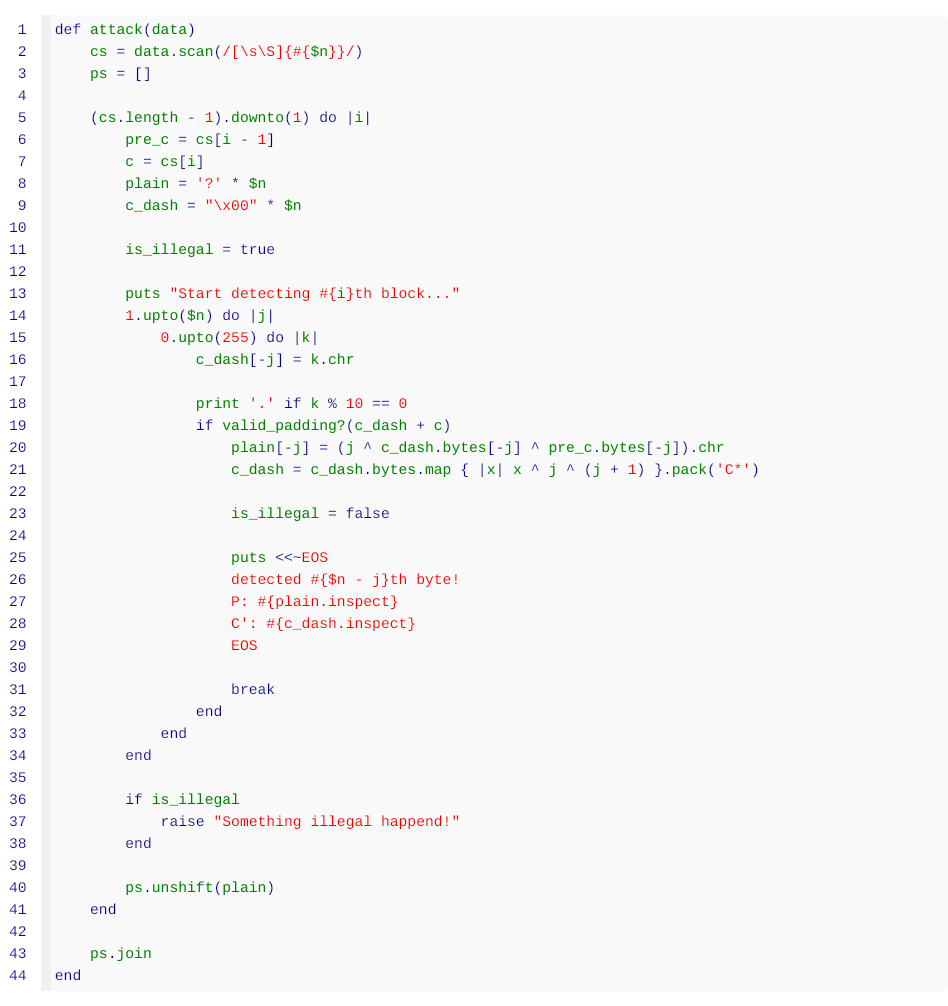 1 def attack(data)
2     cs = data.scan(/[\s\S]{#{$n}}/)
3     ps = []
4
5     (cs.length - 1).downto(1) do |i|
6         pre_c = cs[i - 1]
7         c = cs[i]
8         plain = '?' * $n
9         c_dash = "\x00" * $n
10
11         is_illegal = true
12
13         puts "Start detecting #{i}th block..."
14         1.upto($n) do |j|
15             0.upto(255) do |k|
16                 c_dash[-j] = k.chr
17
18                 print '.' if k % 10 == 0
19                 if valid_padding?(c_dash + c)
20                     plain[-j] = (j ^ c_dash.bytes[-j] ^ pre_c.bytes[-j]).chr
21                     c_dash = c_dash.bytes.map { |x| x ^ j ^ (j + 1) }.pack('C*')
22
23                     is_illegal = false
24
25                     puts <<~EOS
26                     detected #{$n - j}th byte!
27                     P: #{plain.inspect}
28                     C': #{c_dash.inspect}
29                     EOS
30
31                     break
32                 end
33             end
34         end
35
36         if is_illegal
37             raise "Something illegal happend!"
38         end
39
40         ps.unshift(plain)
41     end
42
43     ps.join
44 end